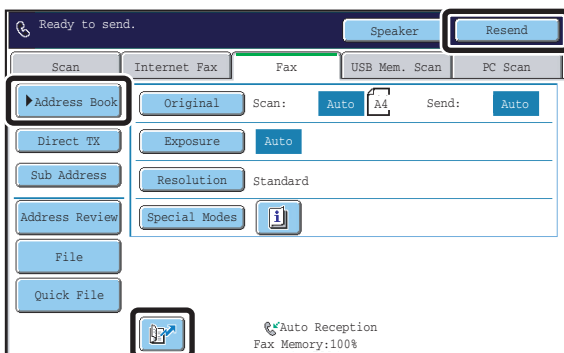 Ready to send.
Speaker
Resend
Scan
Internet Fax
Fax
USB Mem. Scan
PC Scan
Address Book
Original
Scan:
Auto
A4
Send:
Auto
Direct TX
Exposure
Auto
Sub Address
Resolution
Standard
Address Review
Special Modes
File
Quick File
Auto Reception
Fax Memory:100%